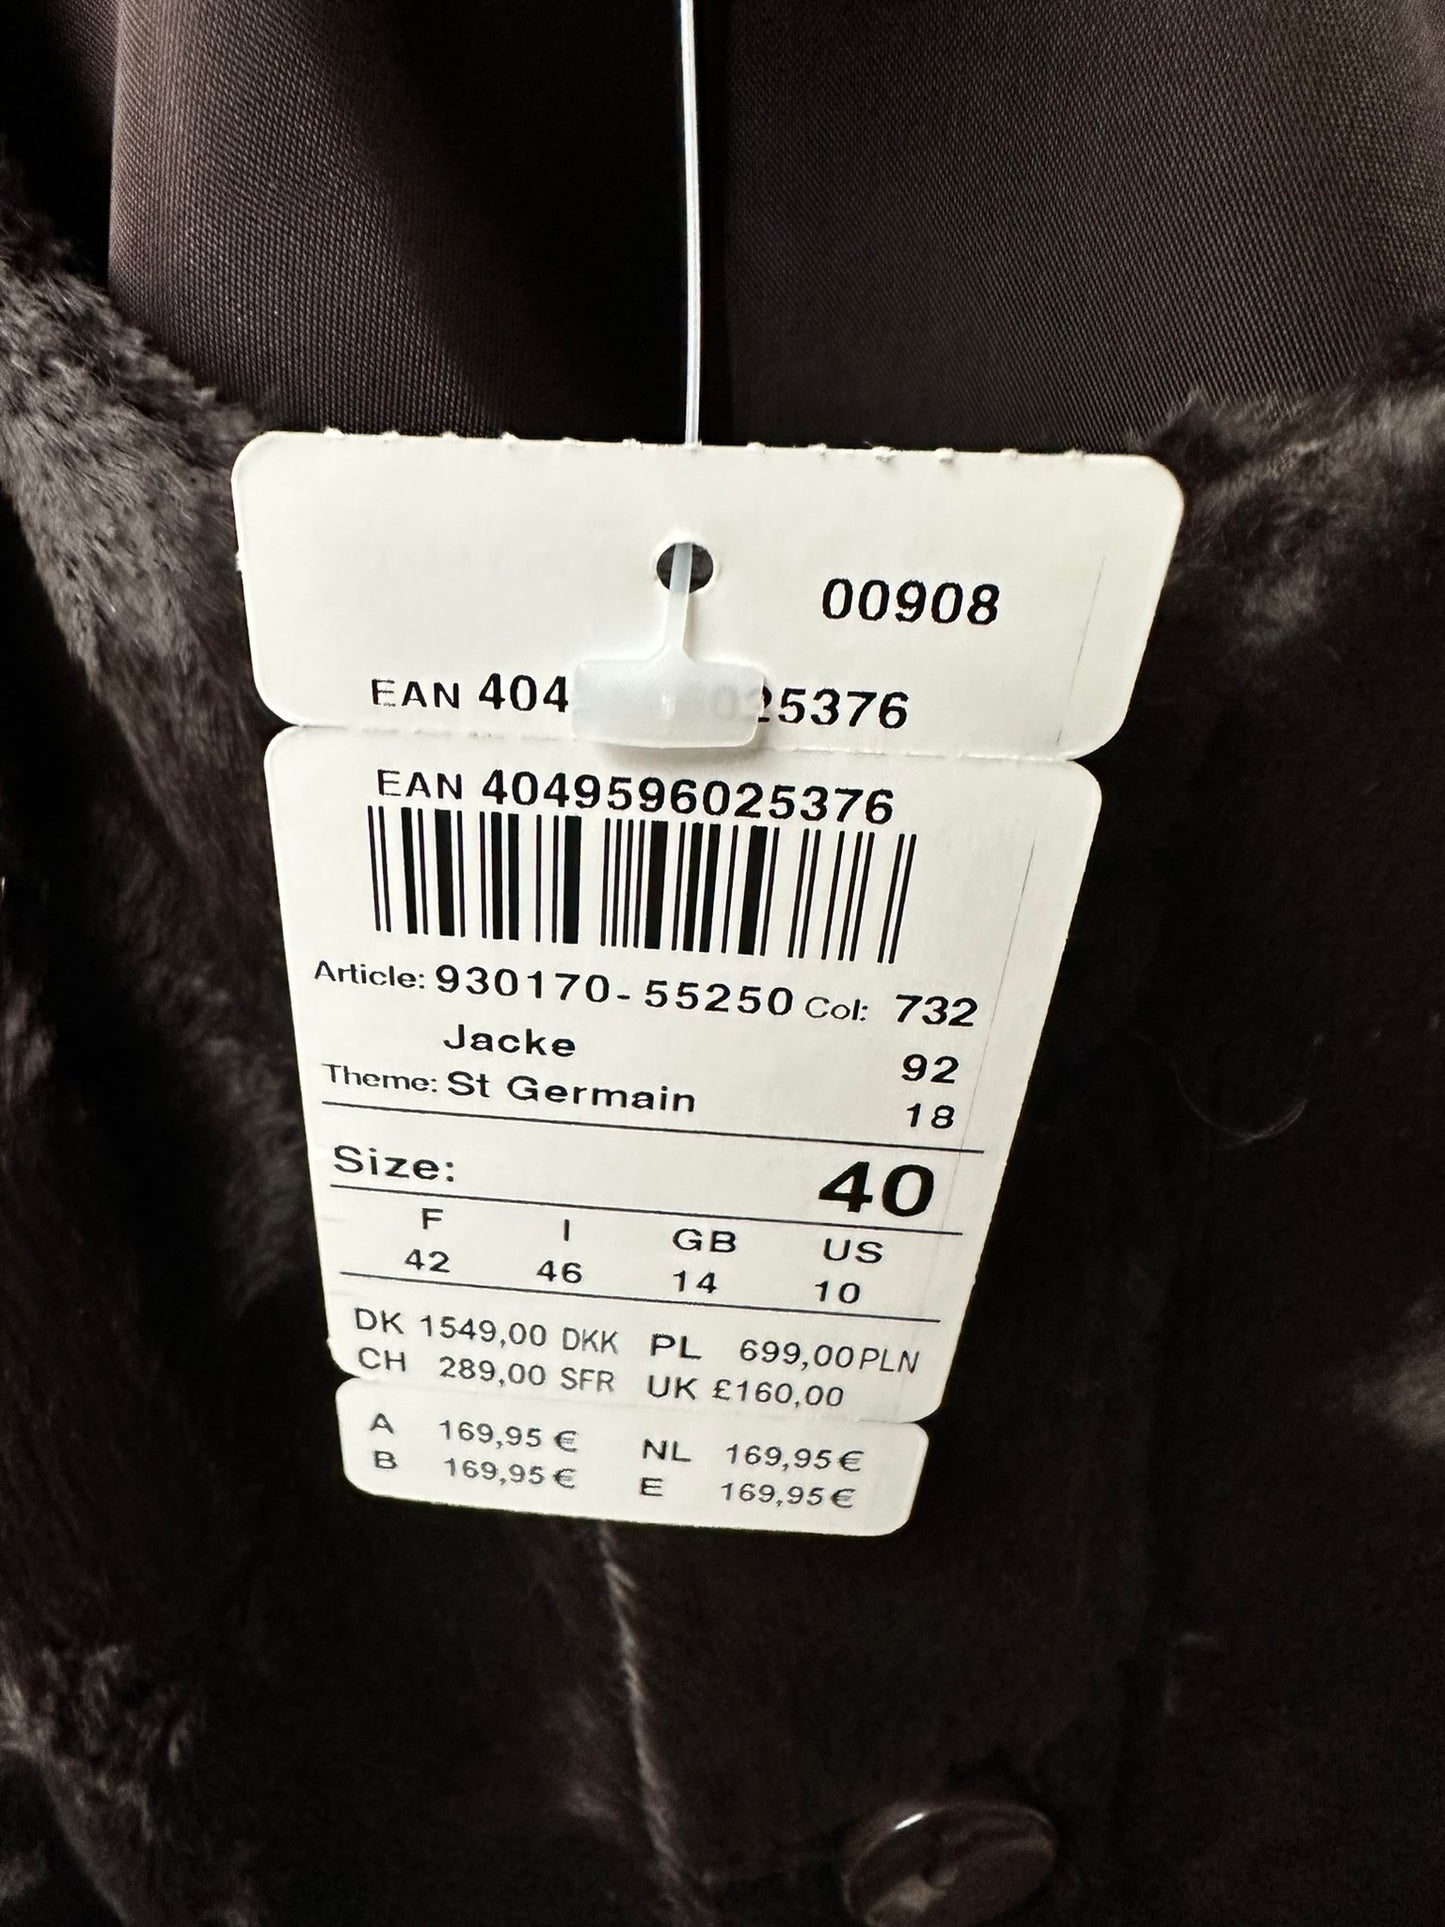 00908
EAN 404 025376
EAN 4049596025376
Article: 930170-55250 Col: 732
Jacke 92
Theme: St Germain 18
Size: 40
F I GB US
42 46 14 10
DK 1549,00 DKK PL 699,00PLN
CH 289,00 SFR UK £160,00
A 169,95 € NL 169,95€
B 169,95€ E 169,95€